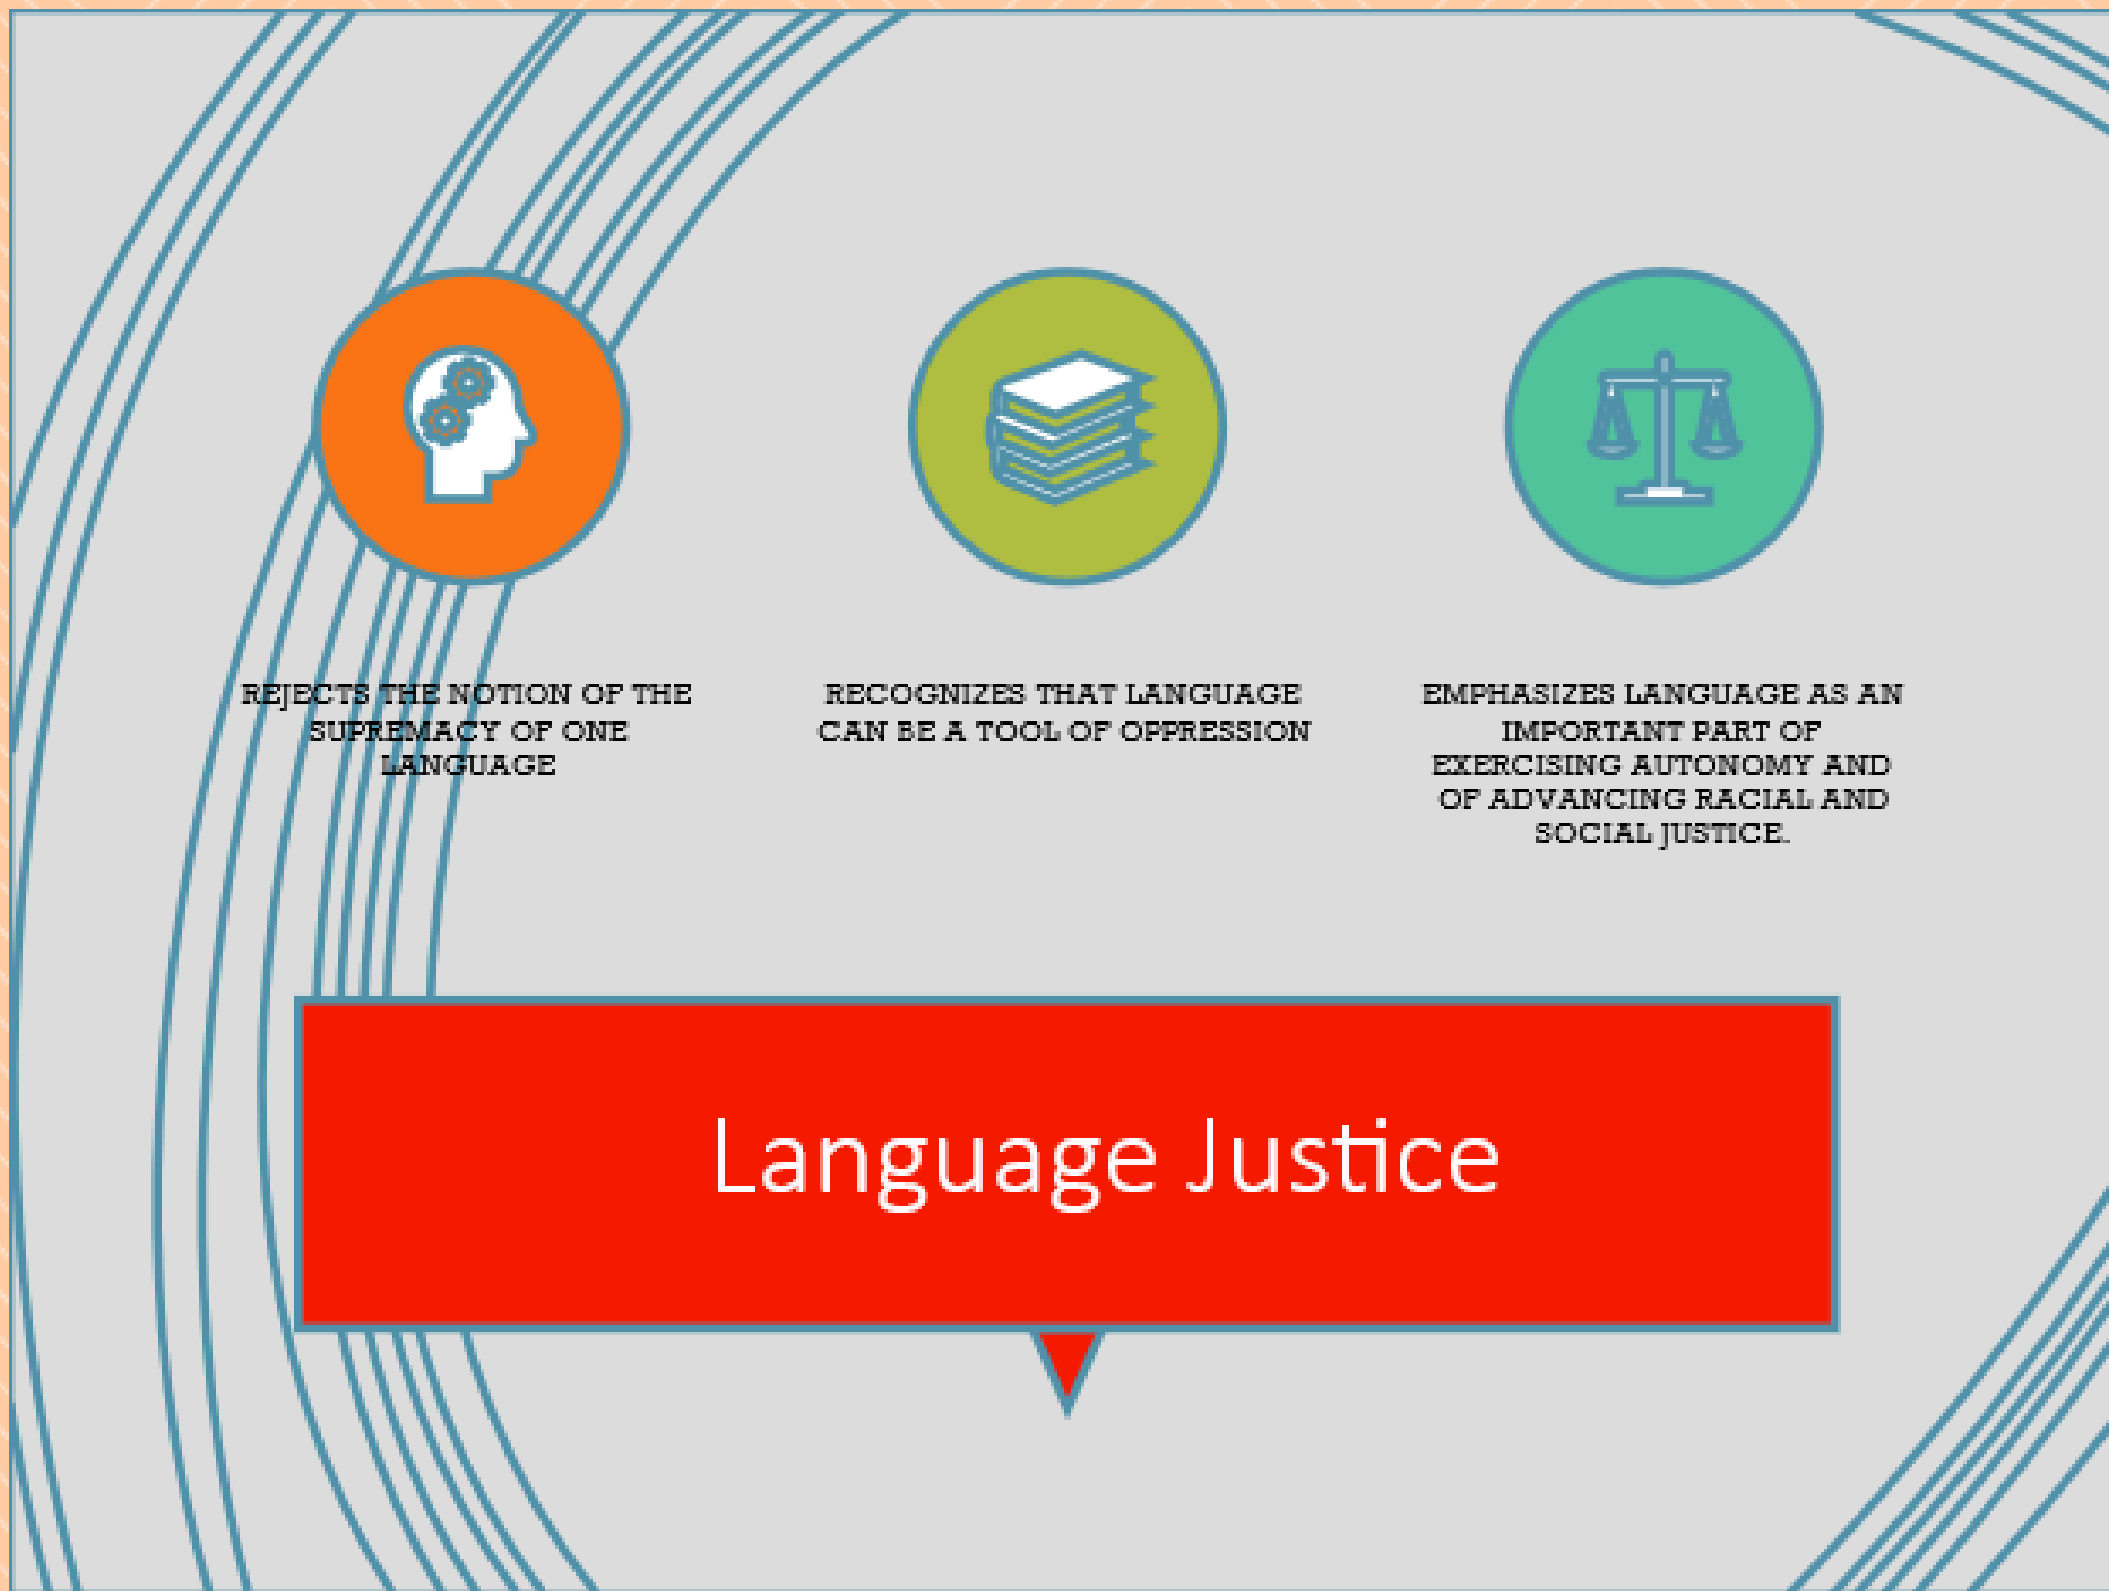 REJECTS THE NOTION OF THE
SUPREMACY OF ONE
LANGUAGE
RECOGNIZES THAT LANGUAGE
CAN BE A TOOL OF OPPRESSION
EMPHASIZES LANGUAGE AS AN
IMPORTANT PART OF
EXERCISING AUTONOMY AND
OF ADVANCING RACIAL AND
SOCIAL JUSTICE.
Language Justice